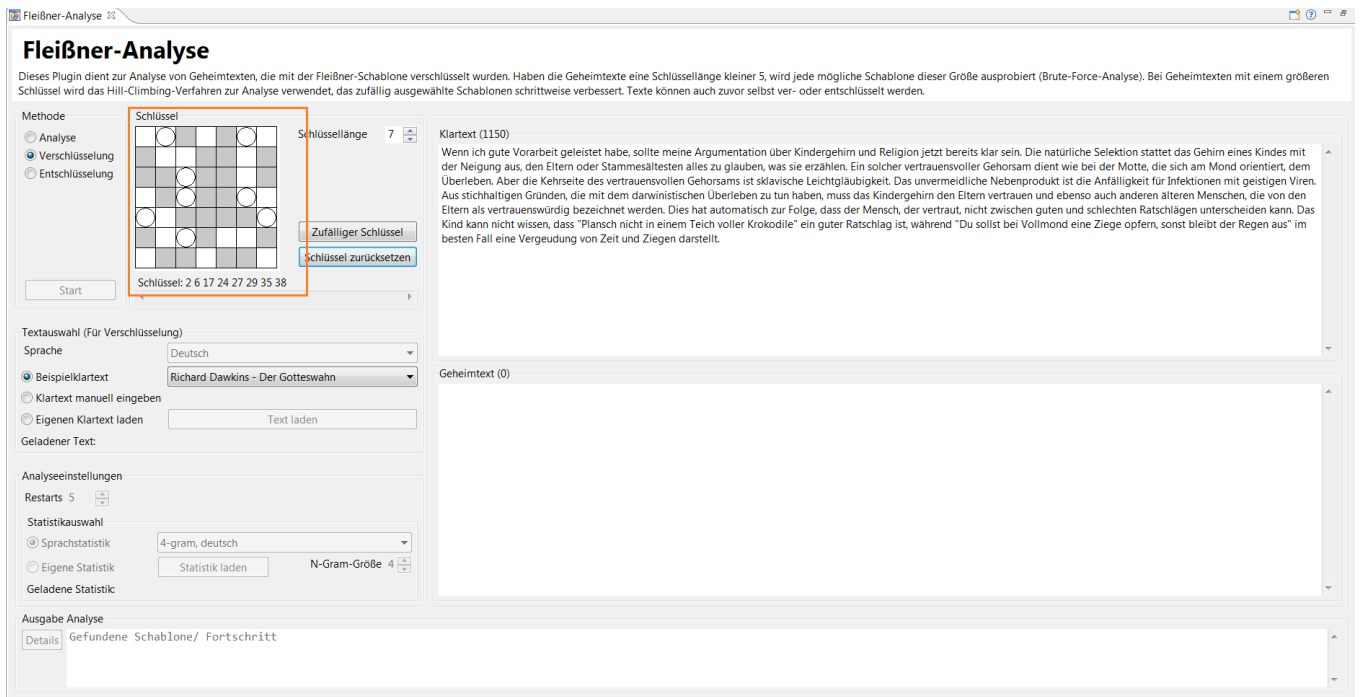 Fleißner-Analyse
Fleißner-Analyse
Dieses Plugin dient zur Analyse von Geheimtexten, die mit der Fleißner-Schablone verschlüsselt wurden. Haben die Geheimtexte eine Schlüssellänge kleiner 5, wird jede mögliche Schablone dieser Größe ausprobiert (Brute-Force-Analyse). Bei Geheimtexten mit einem größeren
Schlüssel wird das Hill-Climbing-Verfahren zur Analyse verwendet, das zufällig ausgewählte Schablonen schrittweise verbessert. Texte können auch zuvor selbst ver- oder entschlüsselt werden.
Methode
Analyse
Verschlüsselung
Entschlüsselung
Start
Schlüssel
Schlüssellänge 7
Zufälliger Schlüssel
Schlüssel zurücksetzen
Schlüssel: 2 6 17 24 27 29 35 38
Textauswahl (Für Verschlüsselung)
Sprache Deutsch
Beispielklartext Richard Dawkins - Der Gotteswahn
Klartext manuell eingeben
Eigenen Klartext laden Text laden
Geladener Text:
Analyseeinstellungen
Restarts 5
Statistikauswahl
Sprachstatistik 4-gram, deutsch
Eigene Statistik Statistik laden N-Gram-Größe 4
Geladene Statistik:
Klartext (1150)
Wenn ich gute Vorarbeit geleistet habe, sollte meine Argumentation über Kindergehirn und Religion jetzt bereits klar sein. Die natürliche Selektion stattet das Gehirn eines Kindes mit
der Neigung aus, den Eltern oder Stammesältesten alles zu glauben, was sie erzählen. Ein solcher vertrauensvoller Gehorsam dient wie bei der Motte, die sich am Mond orientiert, dem
Überleben. Aber die Kehrseite des vertrauensvollen Gehorsams ist sklavische Leichtgläubigkeit. Das unvermeidliche Nebenprodukt ist die Anfälligkeit für Infektionen mit geistigen Viren.
Aus stichhaltigen Gründen, die mit dem darwinistischen Überleben zu tun haben, muss das Kindergehirn den Eltern vertrauen und ebenso auch anderen älteren Menschen, die von den
Eltern als vertrauenswürdig bezeichnet werden. Dies hat automatisch zur Folge, dass der Mensch, der vertraut, nicht zwischen guten und schlechten Ratschlägen unterscheiden kann. Das
Kind kann nicht wissen, dass "Plansch nicht in einem Teich voller Krokodile" ein guter Ratschlag ist, während "Du sollst bei Vollmond eine Ziege opfern, sonst bleibt der Regen aus" im
besten Fall eine Vergeudung von Zeit und Ziegen darstellt.
Geheimtext (0)
Ausgabe Analyse
Details Gefundene Schablone/ Fortschritt